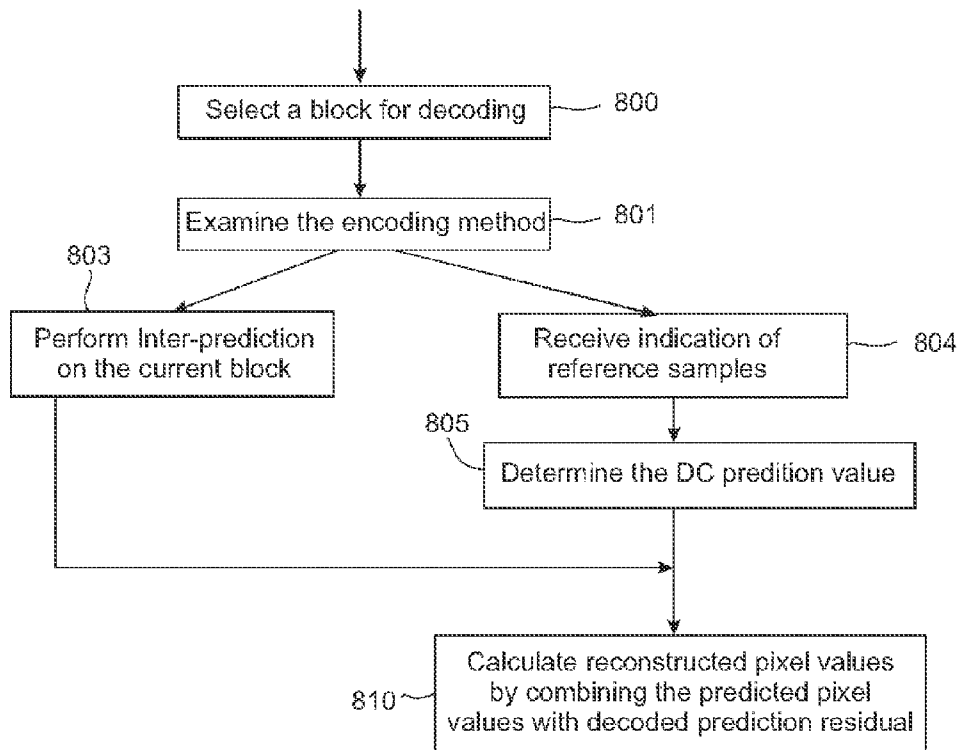 Select a block for decoding
800
Examine the encoding method
801
803
Perform Inter-prediction
on the current block
Receive indication of
reference samples
804
805
Determine the DC predition value
Calculate reconstructed pixel values
by combining the predicted pixel
values with decoded prediction residual
810